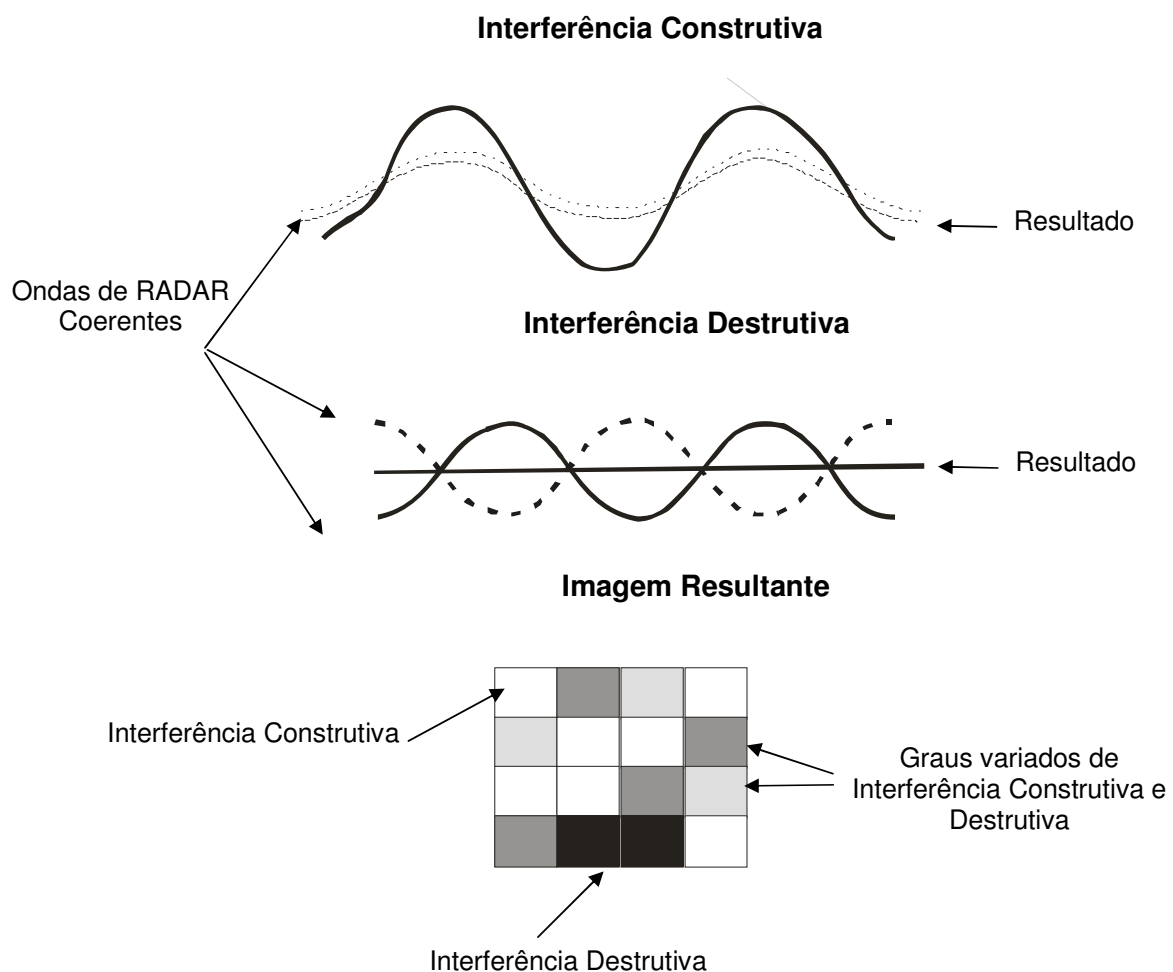 Interferência Construtiva
Resultado
Ondas de RADAR
Coerentes
Interferência Destrutiva
Resultado
Imagem Resultante
Interferência Construtiva
Graus variados de
Interferência Construtiva e
Destrutiva
Interferência Destrutiva